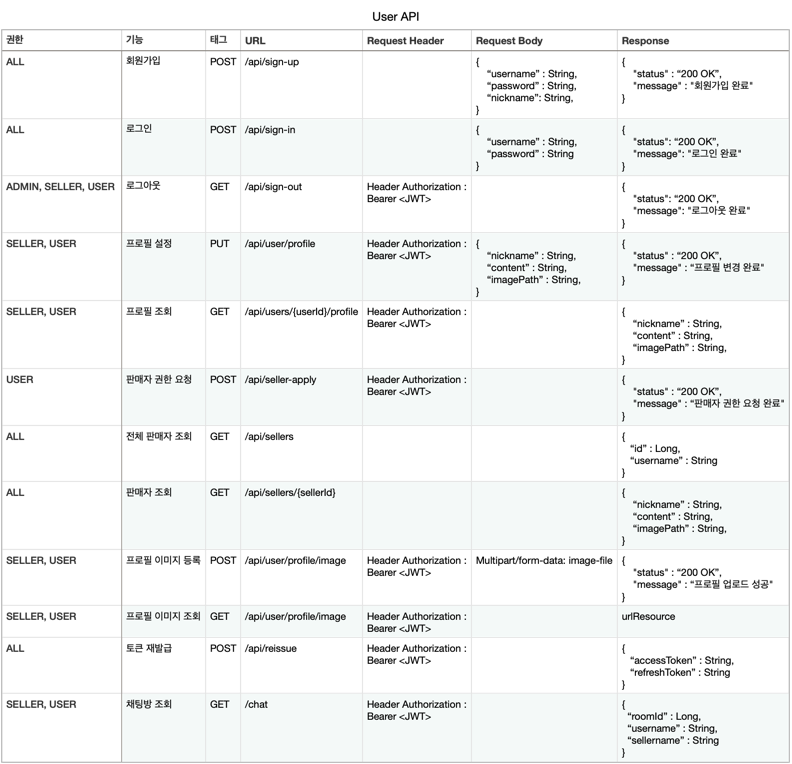 User API
권한 기능 태그 URL Request Header Request Body Response
ALL 회원가입 POST /api/sign-up { {
“username” : String, "status" : “200 OK”,
“password” : String, "message" : "회원가입 완료"
“nickname”: String, }
}
ALL 로그인 POST /api/sign-in { {
“username” : String, "status": “200 OK”,
“password” : String "message": "로그인 완료"
} }
ADMIN, SELLER, USER 로그아웃 GET /api/sign-out Header Authorization : {
Bearer <JWT> "status": “200 OK”,
"message": "로그아웃 완료"
}
SELLER, USER 프로필 설정 PUT /api/user/profile Header Authorization : { {
Bearer <JWT> “nickname” : String, "status" : “200 OK”,
“content” : String, "message" : “프로필 변경 완료"
“imagePath” : String, }
}
SELLER, USER 프로필 조회 GET /api/users/{userId}/profile Header Authorization : {
Bearer <JWT> “nickname” : String,
“content” : String,
“imagePath” : String,
}
USER 판매자 권한 요청 POST /api/seller-apply Header Authorization : {
Bearer <JWT> "status" : “200 OK”,
"message" : “판매자 권한 요청 완료"
}
ALL 전체 판매자 조회 GET /api/sellers {
“id” : Long,
“username” : String
}
ALL 판매자 조회 GET /api/sellers/{sellerId} {
“nickname” : String,
“content” : String,
“imagePath” : String,
}
SELLER, USER 프로필 이미지 등록 POST /api/user/profile/image Header Authorization : Multipart/form-data: image-file {
Bearer <JWT> "status" : “200 OK”,
"message" : “프로필 업로드 성공"
}
SELLER, USER 프로필 이미지 조회 GET /api/user/profile/image Header Authorization : urlResource
Bearer <JWT>
ALL 토큰 재발급 POST /api/reissue Header Authorization : {
Bearer <JWT> “accessToken” : String,
“refreshToken” : String
}
SELLER, USER 채팅방 조회 GET /chat Header Authorization : {
Bearer <JWT> “roomId” : Long,
“username” : String,
“sellername” : String
}